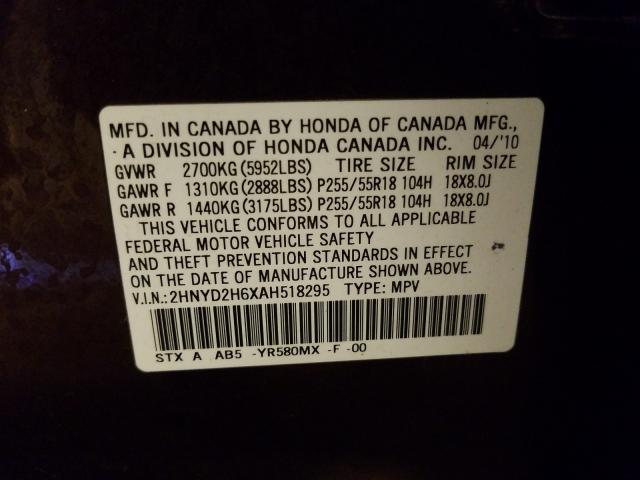 MFD. IN CANADA BY HONDA OF CANADA MFG.,
A DIVISION OF HONDA CANADA INC. 04/'10
GVWR 2700KG(5952LBS) TIRE SIZE RIM SIZE
GAWR F 1310KG(2888LBS) P255/55R18 104H 18X8.0J
GAWR R 1440KG(3175LBS) P255/55R18 104H 18X8.0J
THIS VEHICLE CONFORMS TO ALL APPLICABLE
FEDERAL MOTOR VEHICLE SAFETY
AND THEFT PREVENTION STANDARDS IN EFFECT
ON THE DATE OF MANUFACTURE SHOWN ABOVE.
V.I.N.:2HNYD2H6XAH518295 TYPE: MPV
STX A AB5 -YR580MX -F -00